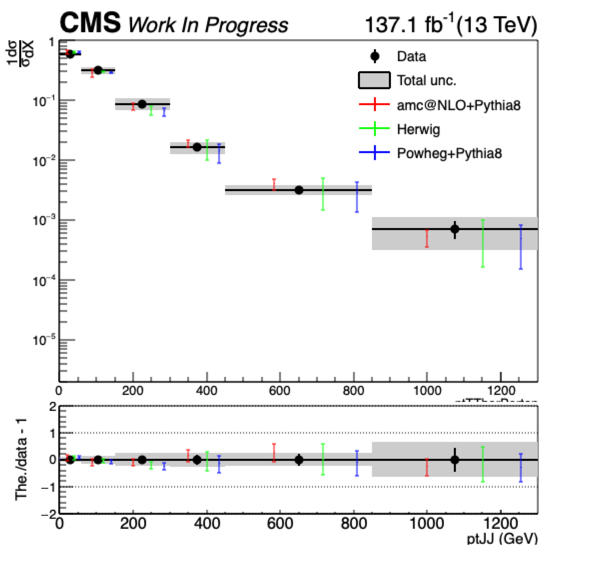 CMS Work In Progress 137.1 fb⁻¹(13 TeV)
1dσ
σdX
Data
Total unc.
amc@NLO+Pythia8
Herwig
Powheg+Pythia8
1
10⁻¹
10⁻²
10⁻³
10⁻⁴
10⁻⁵
0 200 400 600 800 1000 1200
The./data - 1
2
1
0
−1
−2
0 200 400 600 800 1000 1200
ptJJ (GeV)